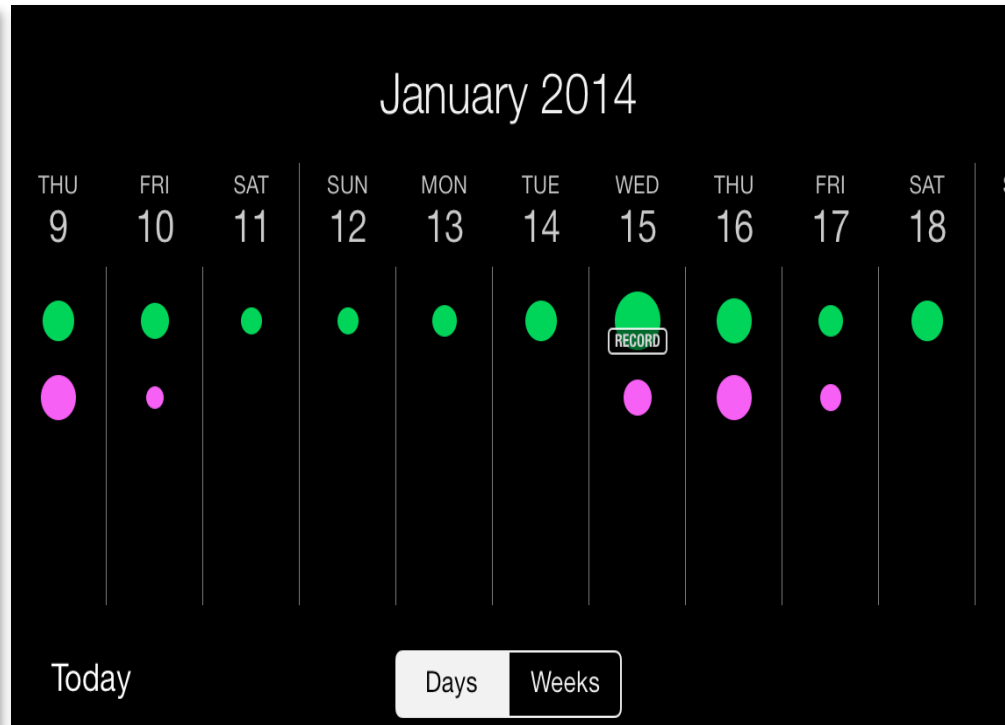 January 2014
THU FRI SAT SUN MON TUE WED THU FRI SAT
9 10 11 12 13 14 15 16 17 18
RECORD
Today Days Weeks